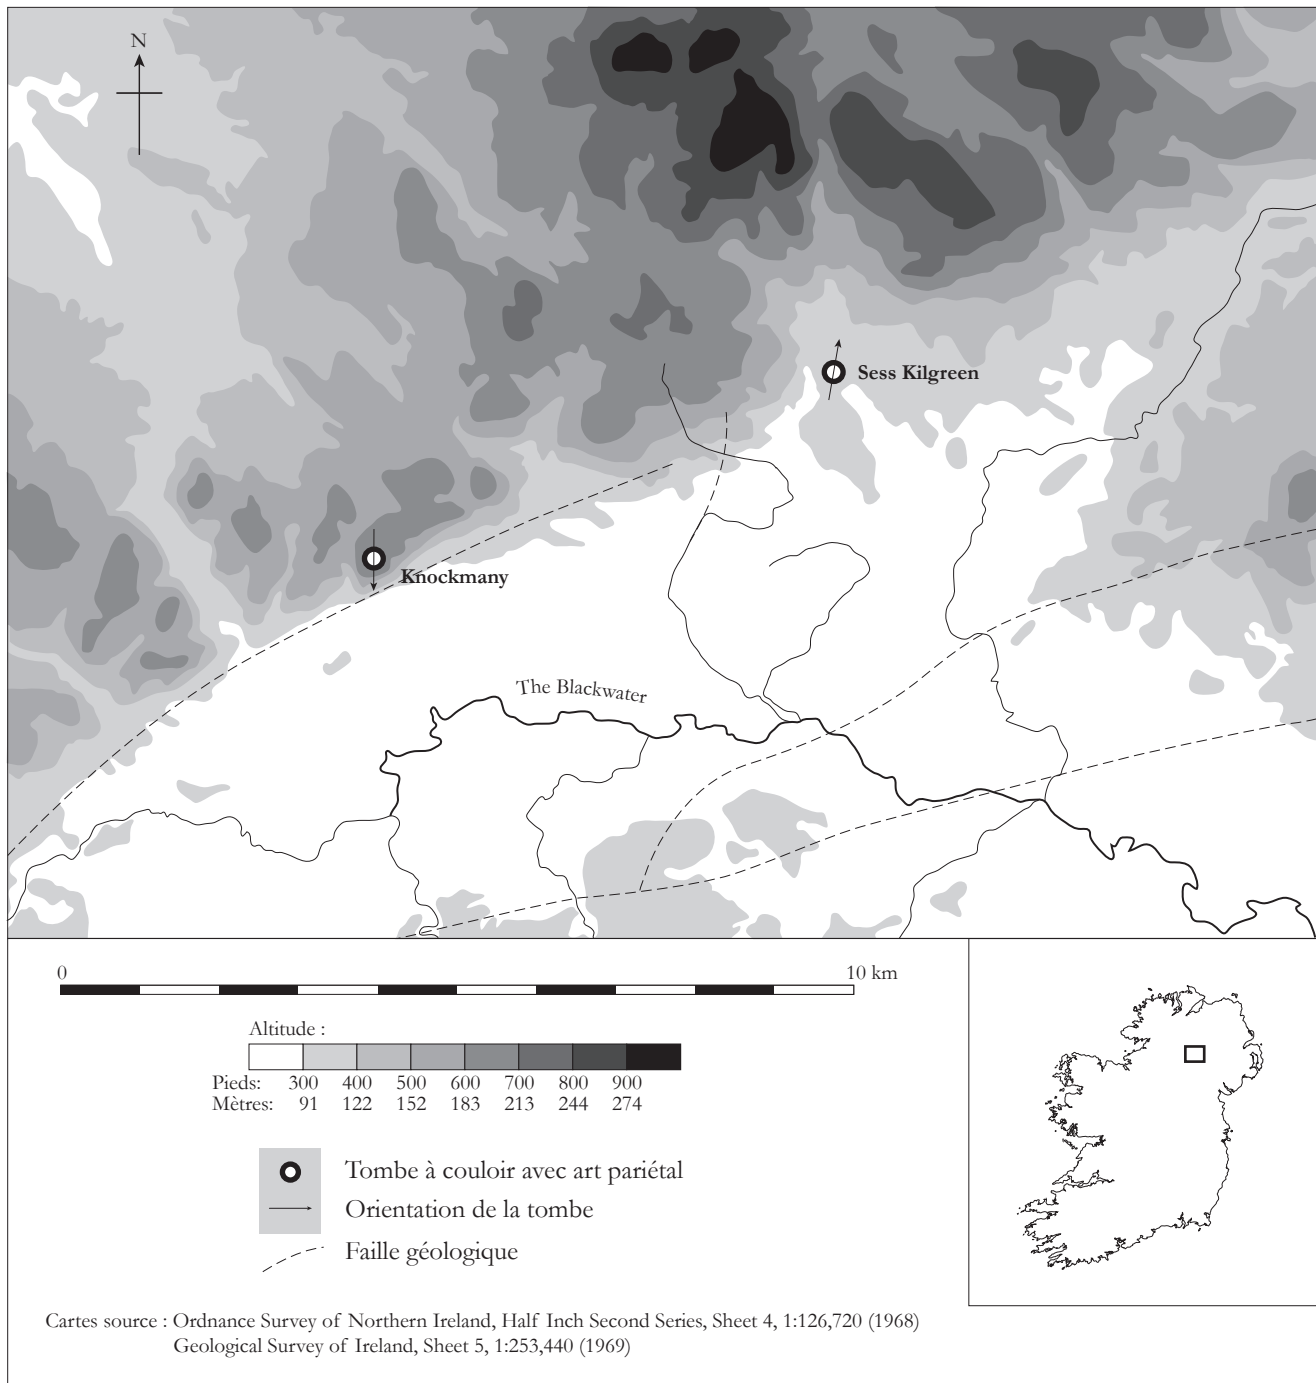 N
Sess Kilgreen
Knockmany
The Blackwater
0 10 km
Altitude :
Pieds: 300 400 500 600 700 800 900
Mètres: 91 122 152 183 213 244 274
Tombe à couloir avec art pariétal
Orientation de la tombe
Faille géologique
Cartes source : Ordnance Survey of Northern Ireland, Half Inch Second Series, Sheet 4, 1:126,720 (1968)
Geological Survey of Ireland, Sheet 5, 1:253,440 (1969)